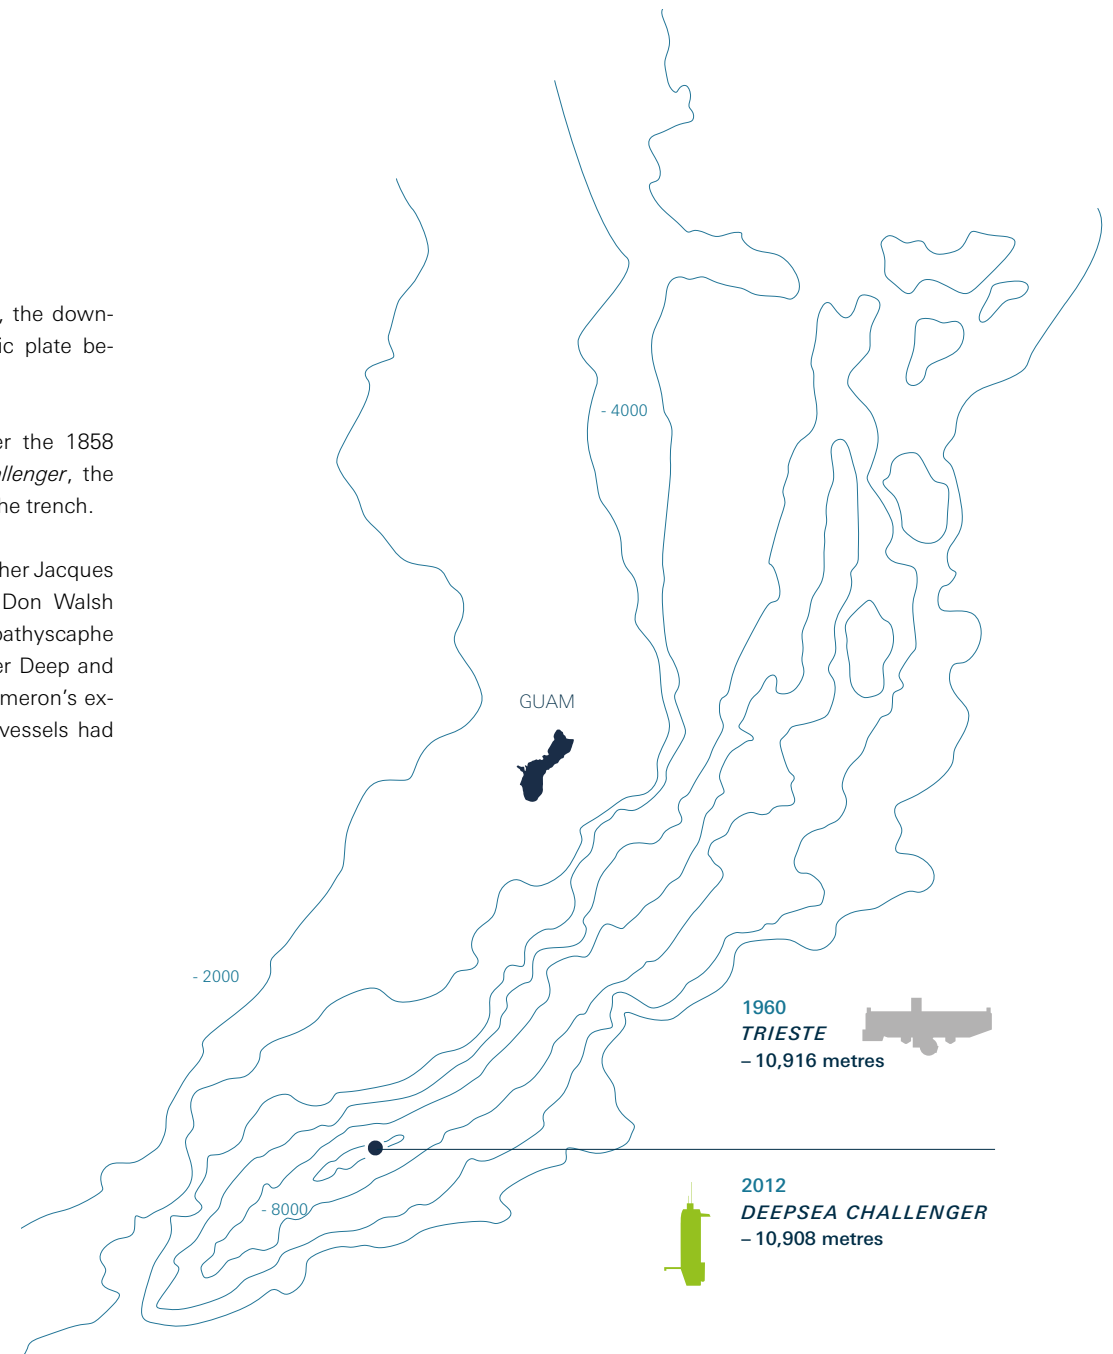 , the down-
ic plate be-
er the 1858
allenger, the
he trench.
her Jacques
Don Walsh
bathyscaphe
er Deep and
meron's ex-
vessels had
- 4000
GUAM
- 2000
1960
TRIESTE
– 10,916 metres
2012
- 8000
DEEPSEA CHALLENGER
– 10,908 metres